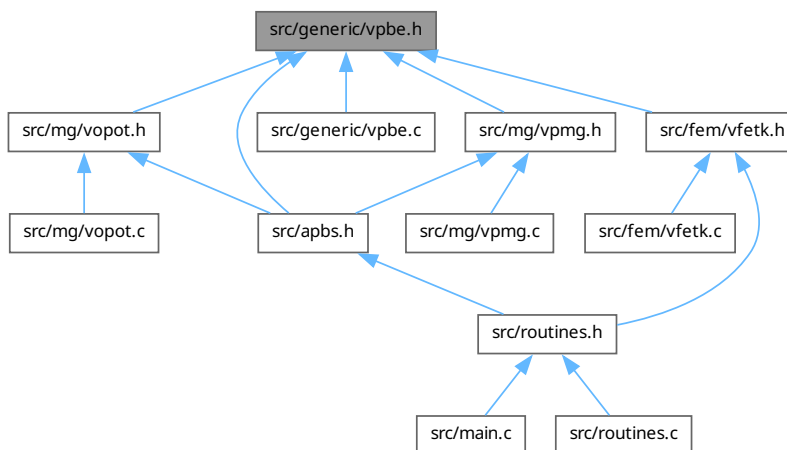 src/generic/vpbe.h
src/mg/vopot.h
src/generic/vpbe.c
src/mg/vpmg.h
src/fem/vfetk.h
src/mg/vopot.c
src/apbs.h
src/mg/vpmg.c
src/fem/vfetk.c
src/routines.h
src/main.c
src/routines.c